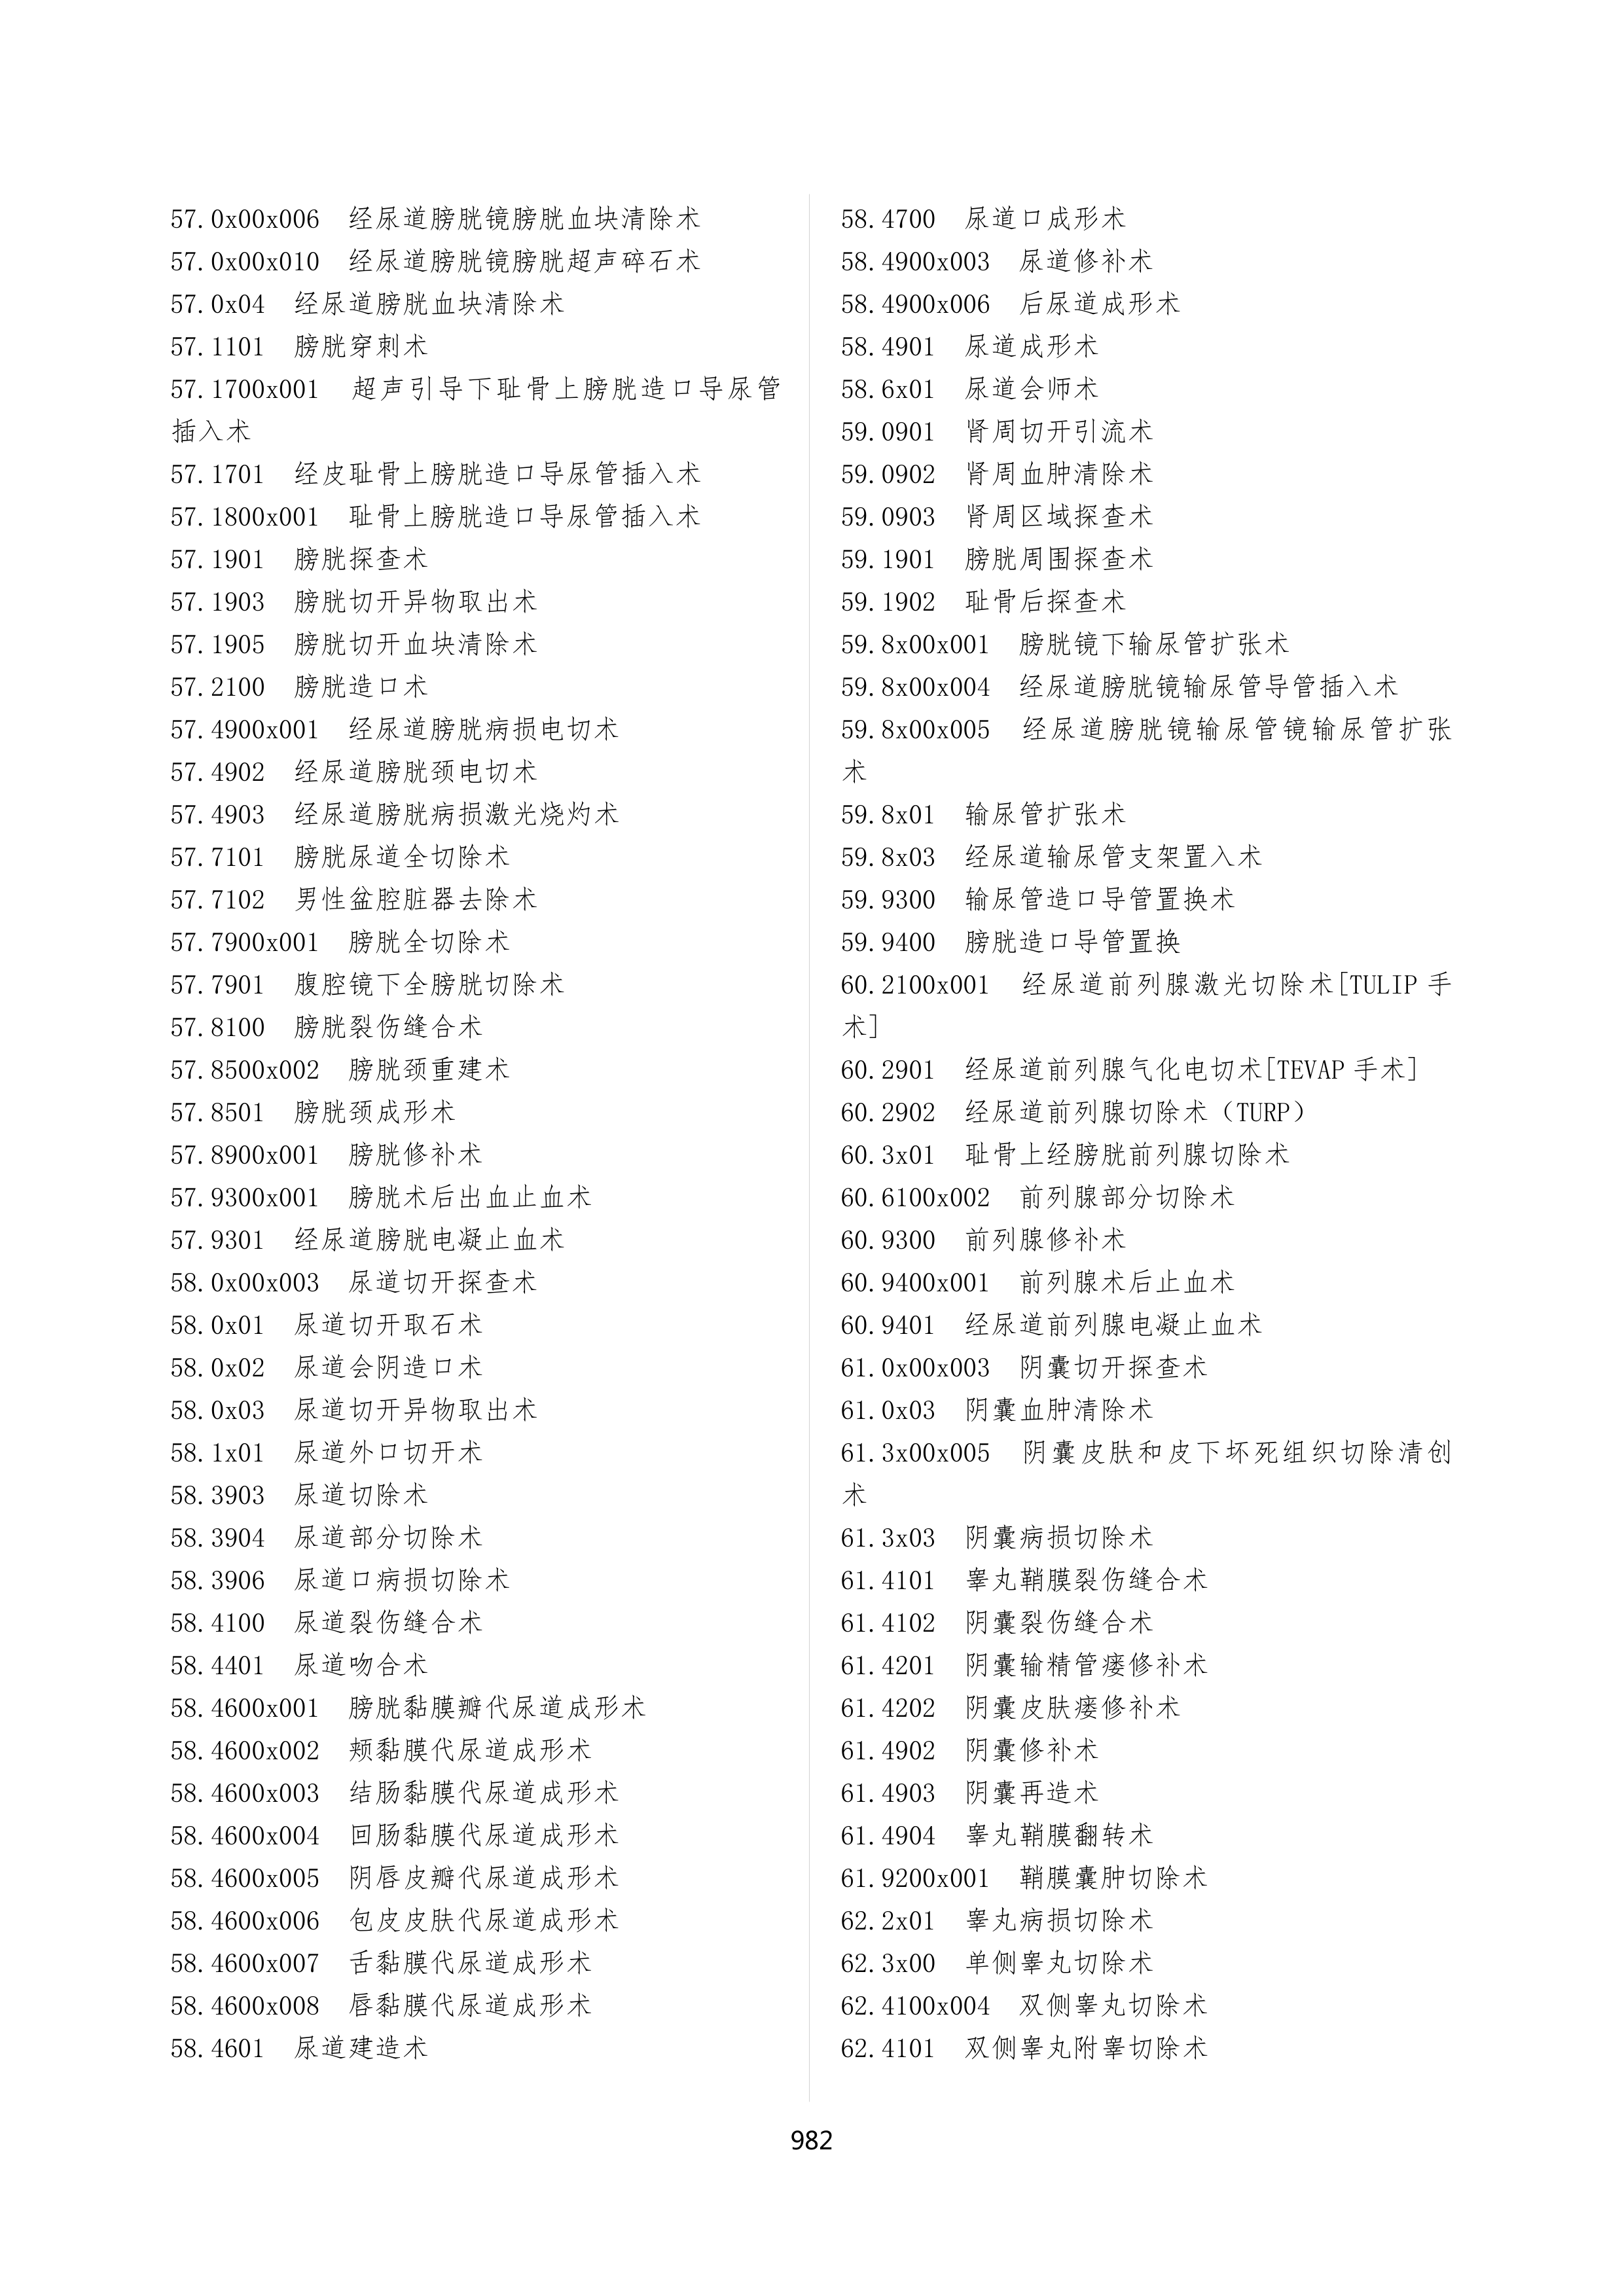 57.0x00x006  经尿道膀胱镜膀胱血块清除术
57.0x00x010  经尿道膀胱镜膀胱超声碎石术
57.0x04  经尿道膀胱血块清除术
57.1101  膀胱穿刺术
57.1700x001  超声引导下耻骨上膀胱造口导尿管
插入术
57.1701  经皮耻骨上膀胱造口导尿管插入术
57.1800x001  耻骨上膀胱造口导尿管插入术
57.1901  膀胱探查术
57.1903  膀胱切开异物取出术
57.1905  膀胱切开血块清除术
57.2100  膀胱造口术
57.4900x001  经尿道膀胱病损电切术
57.4902  经尿道膀胱颈电切术
57.4903  经尿道膀胱病损激光烧灼术
57.7101  膀胱尿道全切除术
57.7102  男性盆腔脏器去除术
57.7900x001  膀胱全切除术
57.7901  腹腔镜下全膀胱切除术
57.8100  膀胱裂伤缝合术
57.8500x002  膀胱颈重建术
57.8501  膀胱颈成形术
57.8900x001  膀胱修补术
57.9300x001  膀胱术后出血止血术
57.9301  经尿道膀胱电凝止血术
58.0x00x003  尿道切开探查术
58.0x01  尿道切开取石术
58.0x02  尿道会阴造口术
58.0x03  尿道切开异物取出术
58.1x01  尿道外口切开术
58.3903  尿道切除术
58.3904  尿道部分切除术
58.3906  尿道口病损切除术
58.4100  尿道裂伤缝合术
58.4401  尿道吻合术
58.4600x001  膀胱黏膜瓣代尿道成形术
58.4600x002  颊黏膜代尿道成形术
58.4600x003  结肠黏膜代尿道成形术
58.4600x004  回肠黏膜代尿道成形术
58.4600x005  阴唇皮瓣代尿道成形术
58.4600x006  包皮皮肤代尿道成形术
58.4600x007  舌黏膜代尿道成形术
58.4600x008  唇黏膜代尿道成形术
58.4601  尿道建造术
58.4700  尿道口成形术
58.4900x003  尿道修补术
58.4900x006  后尿道成形术
58.4901  尿道成形术
58.6x01  尿道会师术
59.0901  肾周切开引流术
59.0902  肾周血肿清除术
59.0903  肾周区域探查术
59.1901  膀胱周围探查术
59.1902  耻骨后探查术
59.8x00x001  膀胱镜下输尿管扩张术
59.8x00x004  经尿道膀胱镜输尿管导管插入术
59.8x00x005  经尿道膀胱镜输尿管镜输尿管扩张
术
59.8x01  输尿管扩张术
59.8x03  经尿道输尿管支架置入术
59.9300  输尿管造口导管置换术
59.9400  膀胱造口导管置换
60.2100x001  经尿道前列腺激光切除术[TULIP 手
术]
60.2901  经尿道前列腺气化电切术[TEVAP 手术]
60.2902  经尿道前列腺切除术（TURP）
60.3x01  耻骨上经膀胱前列腺切除术
60.6100x002  前列腺部分切除术
60.9300  前列腺修补术
60.9400x001  前列腺术后止血术
60.9401  经尿道前列腺电凝止血术
61.0x00x003  阴囊切开探查术
61.0x03  阴囊血肿清除术
61.3x00x005  阴囊皮肤和皮下坏死组织切除清创
术
61.3x03  阴囊病损切除术
61.4101  睾丸鞘膜裂伤缝合术
61.4102  阴囊裂伤缝合术
61.4201  阴囊输精管瘘修补术
61.4202  阴囊皮肤瘘修补术
61.4902  阴囊修补术
61.4903  阴囊再造术
61.4904  睾丸鞘膜翻转术
61.9200x001  鞘膜囊肿切除术
62.2x01  睾丸病损切除术
62.3x00  单侧睾丸切除术
62.4100x004  双侧睾丸切除术
62.4101  双侧睾丸附睾切除术
982